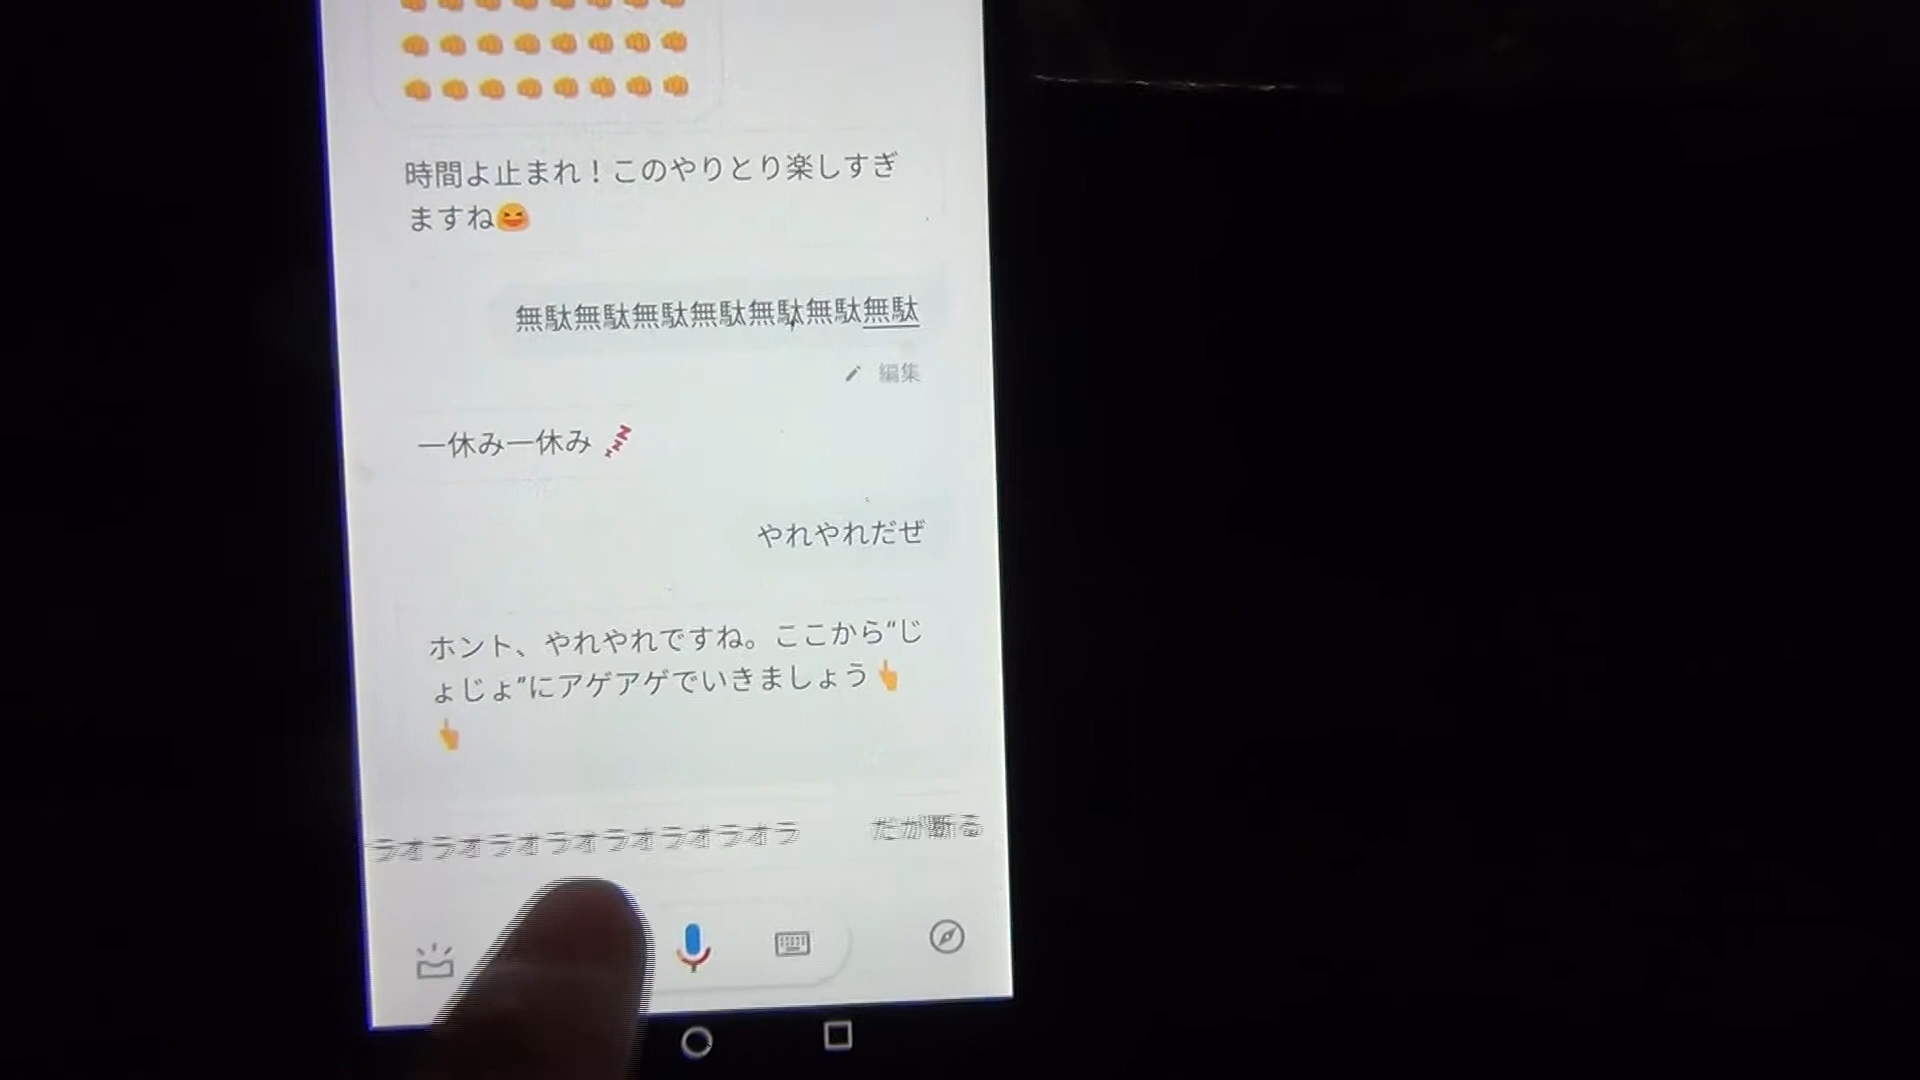 👊👊👊👊👊👊👊👊
👊👊👊👊👊👊👊👊
👊👊👊👊👊👊👊👊
時間よ止まれ！このやりとり楽しすぎ
ますね😆
無駄無駄無駄無駄無駄無駄無駄
編集
一休み一休み 💤
やれやれだぜ
ホント、やれやれですね。ここから“じ
ょじょ”にアゲアゲでいきましょう👆
👆
ラオラオラオラオラオラオラオラ
だが断る